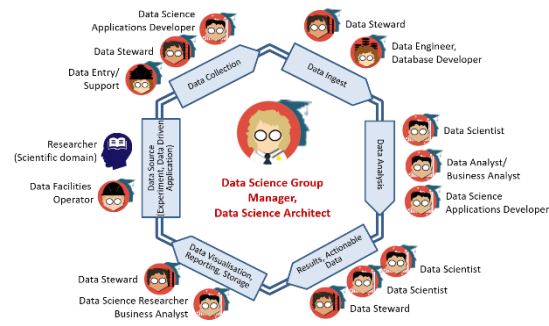 Data Science
Applications Developer
Data Steward
Data Entry/
Support
Data Collection
Data Steward
Data Engineer,
Database Developer
Data Ingest
Data Scientist
Data Analyst/
Business Analyst
Data Science
Applications Developer
Data Analysis
Researcher
(Scientific domain)
Data Facilities
Operator
Data Source
(Experiment, Data Driven
Application)
Data Science Group
Manager,
Data Science Architect
Data Visualisation,
Reporting, Storage
Results, Actionable
Data
Data Steward
Data Science Researcher
Business Analyst
Data Scientist
Data Scientist
Data Steward